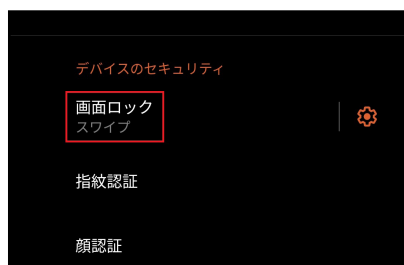 デバイスのセキュリティ
画面ロック
スワイプ
指紋認証
顔認証